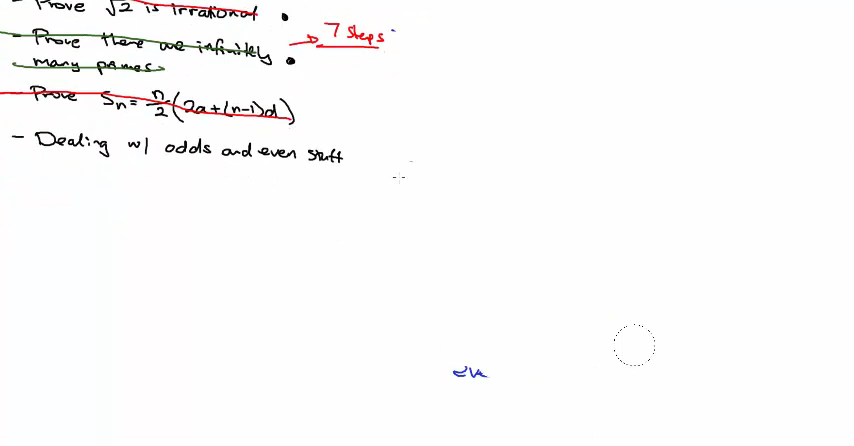 - Prove √2 is irrational •
- Prove there are infinitely • → 7 steps
many primes
Prove Sn = n/2 (2a+(n-1)d)
- Dealing w/ odds and even stuff